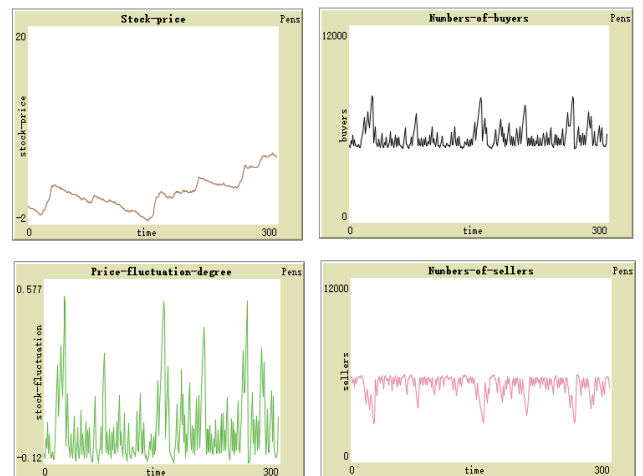 Stock-price Pens
20
stock-price
-2
0 time 300
Numbers-of-buyers Pens
12000
buyers
0
0 time 300
Price-fluctuation-degree Pens
0.577
stock-fluctuation
-0.12
0 time 300
Numbers-of-sellers Pens
12000
sellers
0
0 time 300